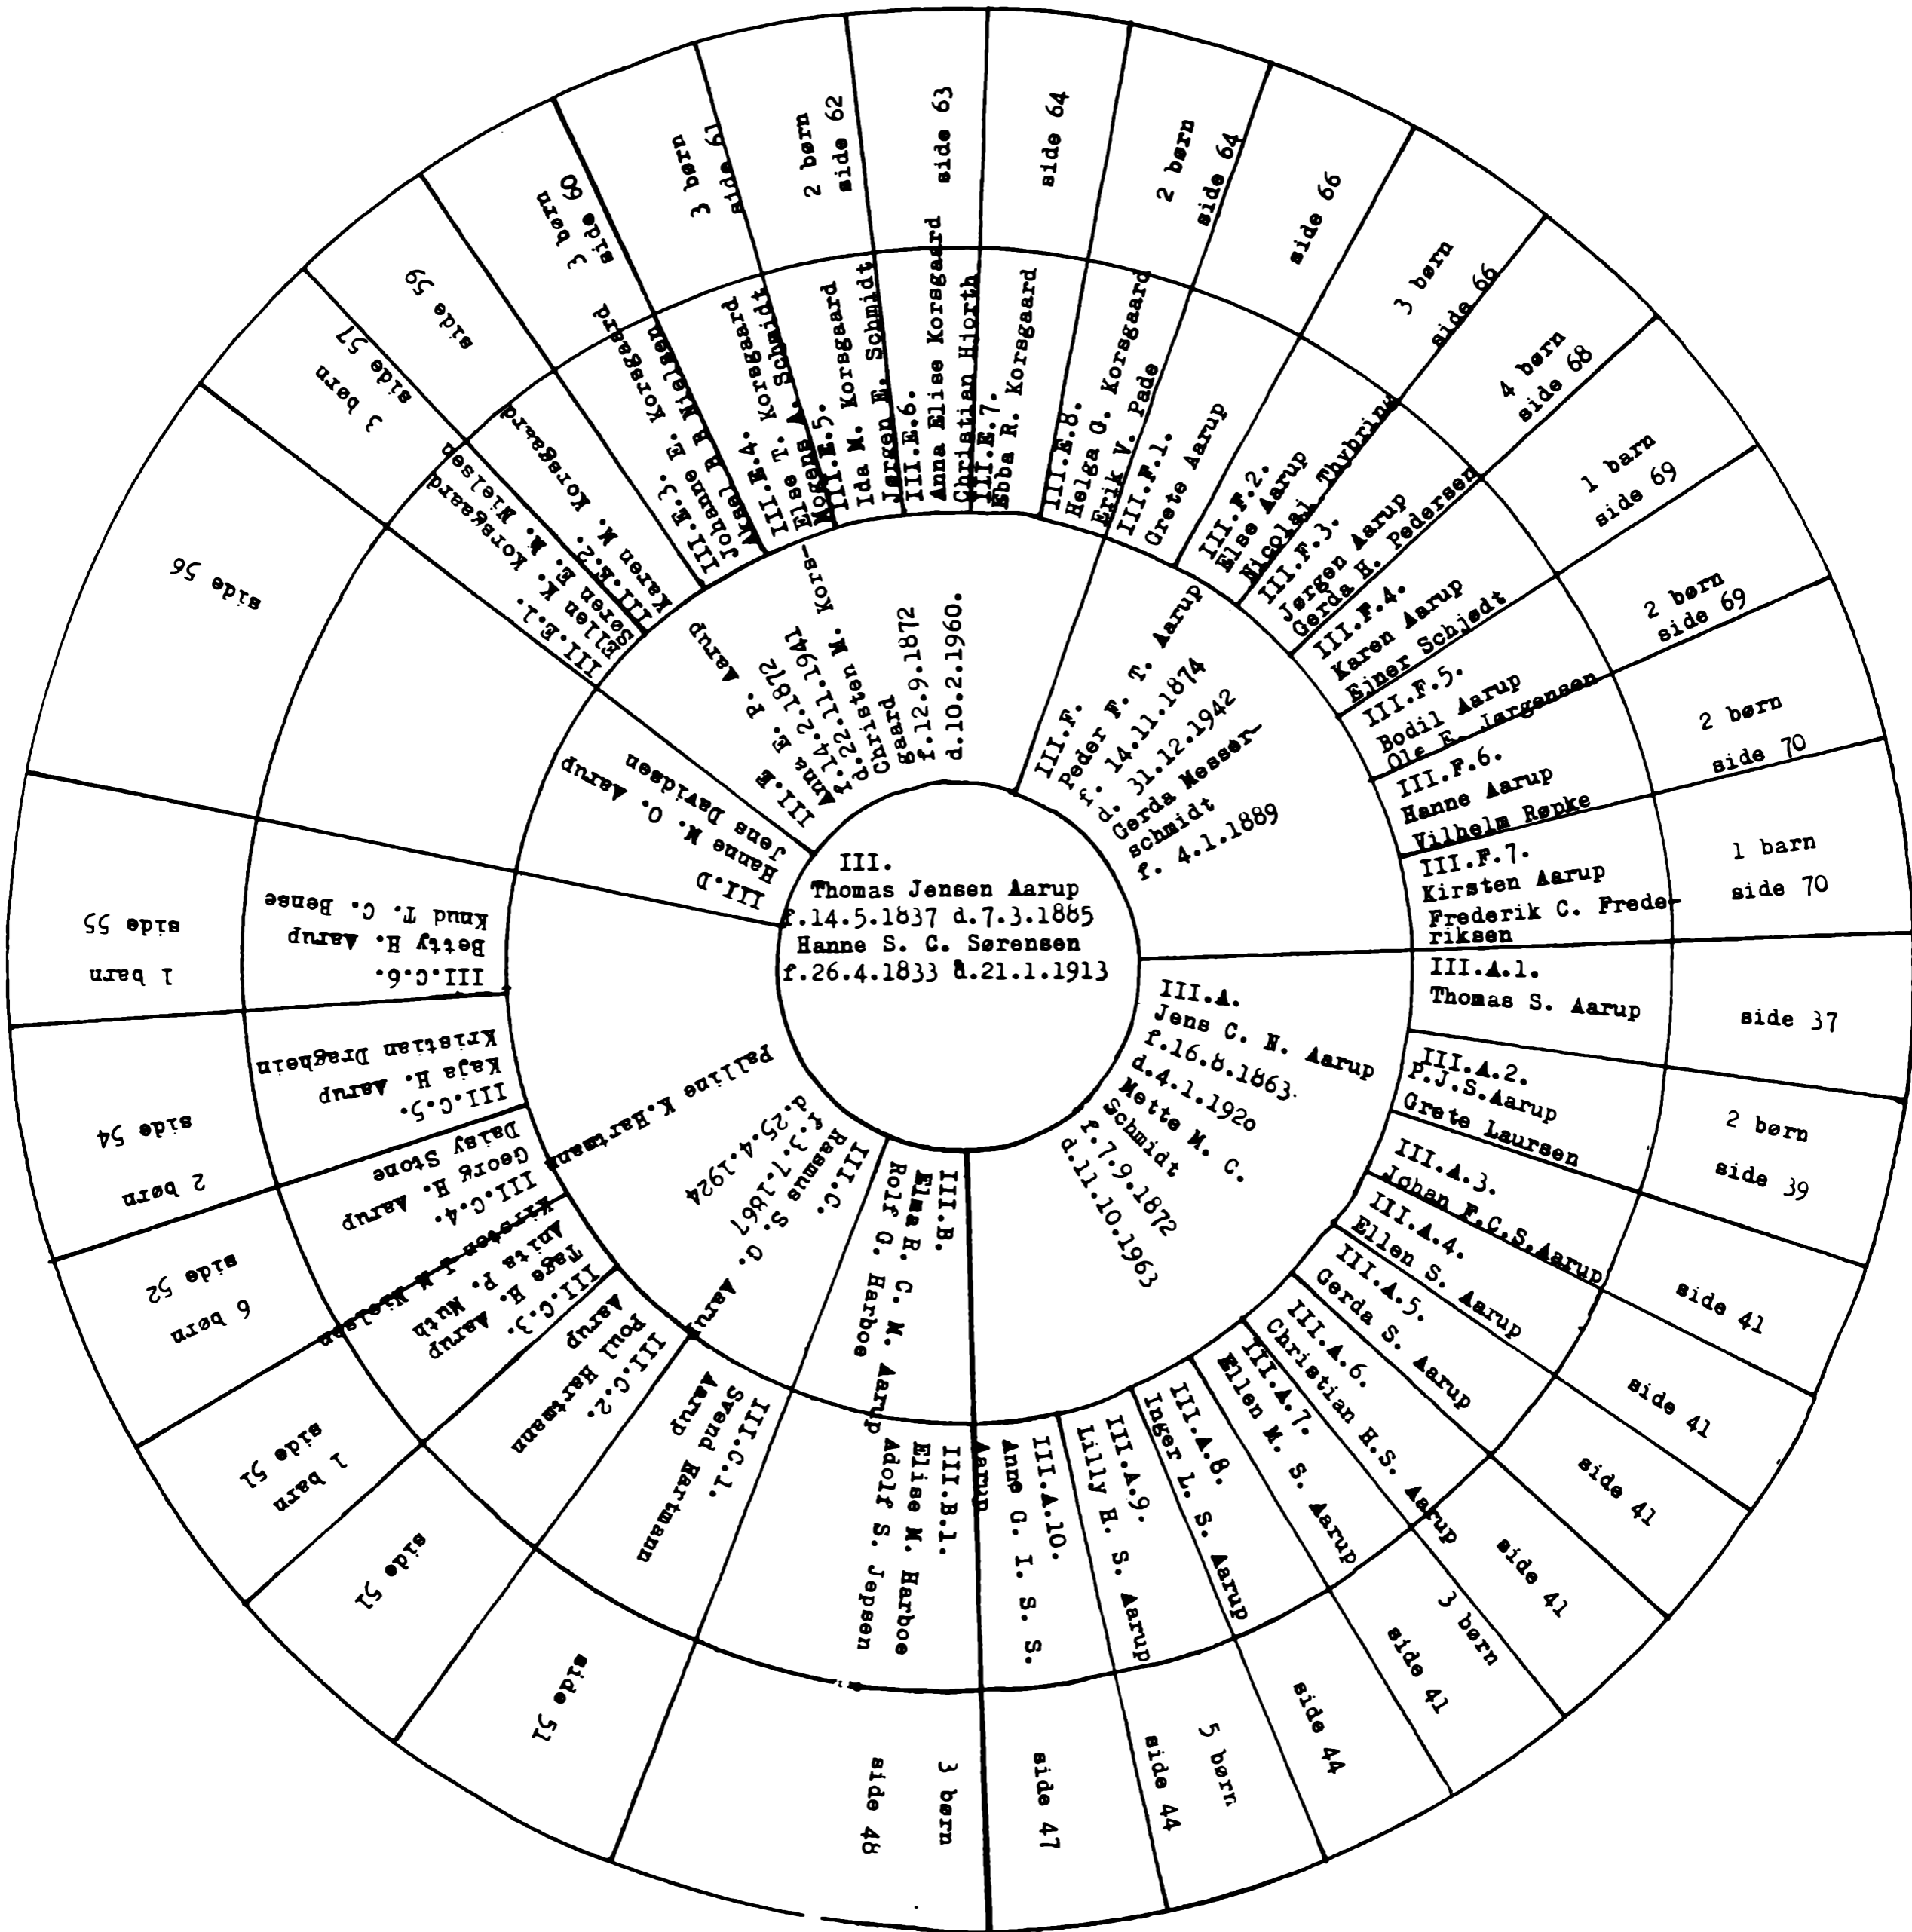 III.
Thomas Jensen Aarup
f.14.5.1837 d.7.3.1885
Hanne S. C. Sørensen
f.26.4.1833 d.21.1.1913
III.A.
Jens C. H. Aarup
f.16.8.1863
d.4.1.1920
Mette M. C.
Schmidt
f.7.9.1872
d.11.10.1963
III.B.
Elma R. C. M. Aarup
Rolf G. Harboe
III.C.
Rasmus S. G. Aarup
f.3.7.1867
d.25.4.1924
Palline K.Hartmann
III.D
Hanne M. O. Aarup
Jens Davidsen
III.E
Anna E. P. Aarup
f.14.2.1872
d.22.11.1941
Christen M. Kors-
gaard
f.12.9.1872
d.10.2.1960.
III.F.
Peder F. T. Aarup
f. 14.11.1874
d. 31.12.1942
Gerda Messer-
schmidt
f. 4.1.1889
III.A.1.
Thomas S. Aarup
side 37
III.A.2.
P.J.S.Aarup
Grete Laursen
2 børn
side 39
III.A.3.
Johan F.C.S.Aarup
side 41
III.A.4.
Ellen S. Aarup
side 41
III.A.5.
Gerda S. Aarup
side 41
III.A.6.
Christian H.S. Aarup
side 41
III.A.7.
Ellen M. S. Aarup
3 børn
side 41
III.A.8.
Inger L. S. Aarup
side 44
III.A.9.
Lilly H. S. Aarup
5 børn
side 44
III.A.10.
Anne G. I. S. S.
Aarup
side 47
III.B.1.
Elise M. Harboe
Adolf S. Jepsen
3 børn
side 48
III.C.1.
Svend Hartmann
Aarup
side 51
III.C.2.
Poul Hartmann
Aarup
side 51
III.C.3.
Tage H. Aarup
Anita P. Muth
Kirsten I M Nielsen
1 barn
side 51
III.C.4.
Georg H. Aarup
Daisy Stone
6 børn
side 52
III.C.5.
Kaja H. Aarup
Kristian Draghein
2 børn
side 54
III.C.6.
Betty H. Aarup
Knud T. C. Bense
1 barn
side 55
side 56
III.E.1.
Ellen K. Korsgaard
Søren E. M. Nielsen
3 børn
side 57
III.E.2.
Karen M. Korsgaard
side 59
III.E.3.
Johanne E. Korsgaard
Aksel B R Nielsen
3 børn
side 60
III.E.4.
Else T. Korsgaard
Mogens A. Schmidt
3 børn
side 61
III.E.5.
Ida M. Korsgaard
Jørgen E. Schmidt
2 børn
side 62
III.E.6.
Anna Elise Korsgaard
Christian Hjorth
side 63
III.E.7.
Ebba R. Korsgaard
side 64
III.E.8.
Helga G. Korsgaard
Erik V. Pade
2 børn
side 64
III.F.1.
Grete Aarup
side 66
III.F.2.
Else Aarup
Nicolaj Thybring
3 børn
side 66
III.F.3.
Jørgen Aarup
Gerda H. Pedersen
4 børn
side 68
III.F.4.
Karen Aarup
Ejner Schjødt
1 barn
side 69
III.F.5.
Bodil Aarup
Ole E. Jørgensen
2 børn
side 69
III.F.6.
Hanne Aarup
Vilhelm Røpke
2 børn
side 70
III.F.7.
Kirsten Aarup
Frederik C. Frede-
riksen
1 barn
side 70